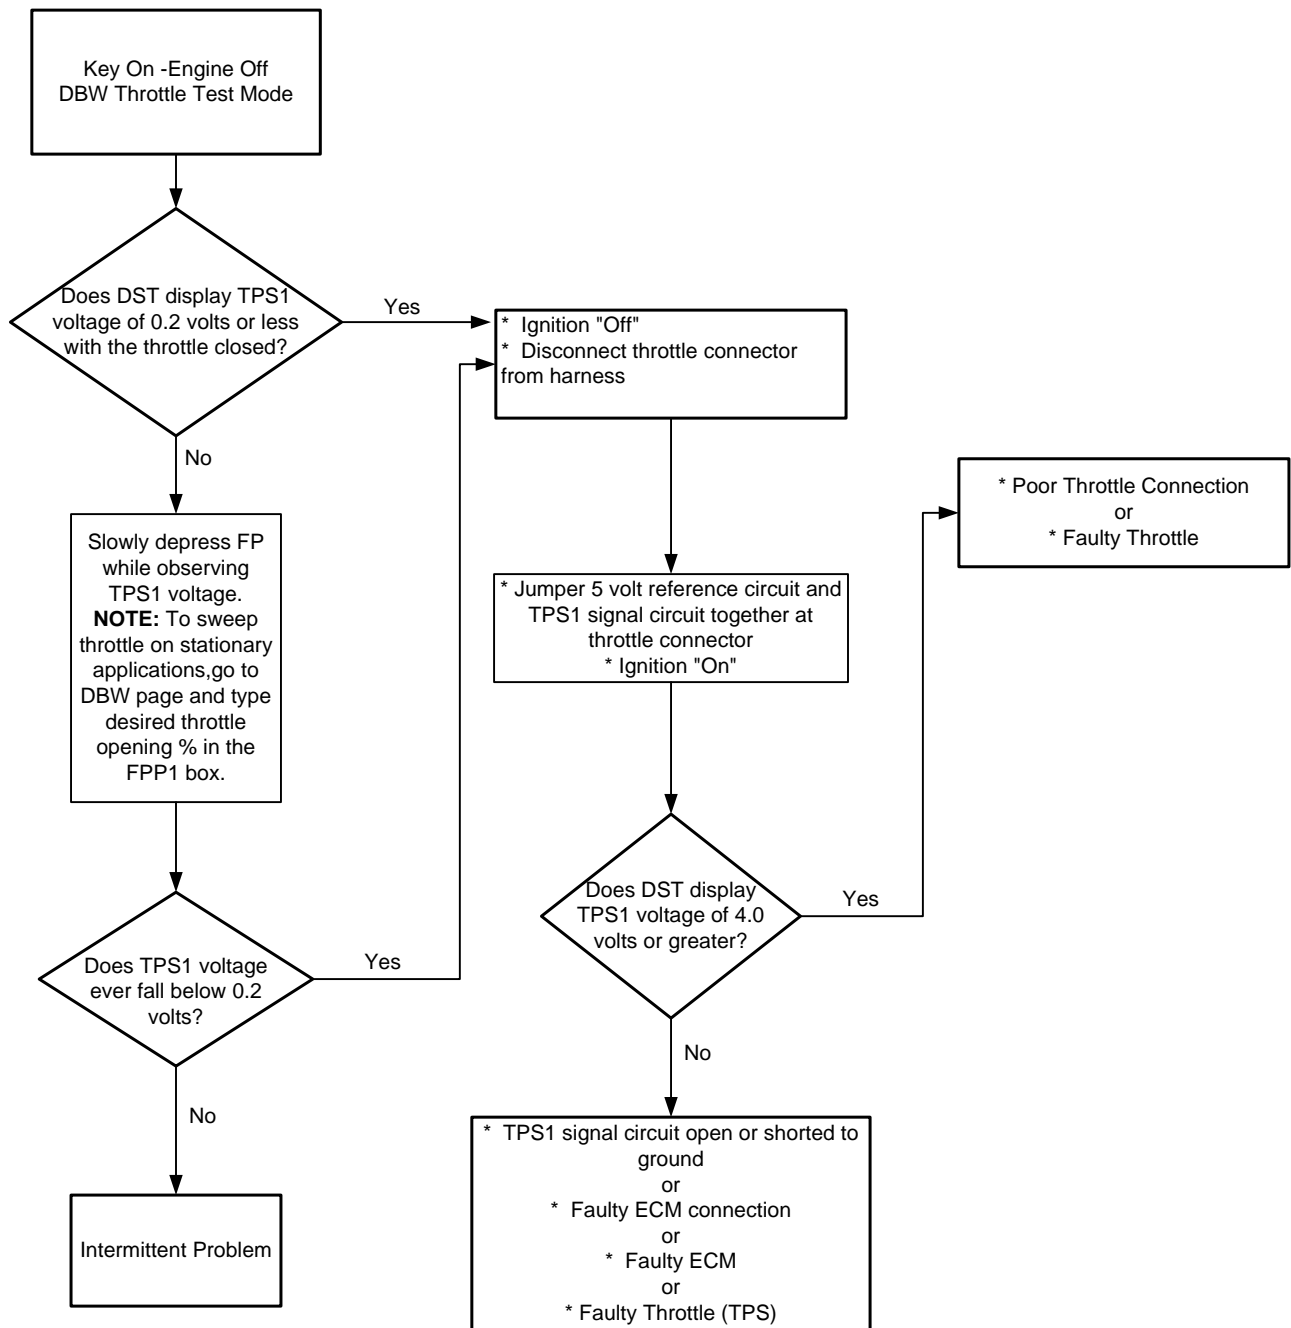 Key On -Engine Off
DBW Throttle Test Mode
Does DST display TPS1
voltage of 0.2 volts or less
with the throttle closed?
Yes
* Ignition "Off"
* Disconnect throttle connector
from harness
No
* Poor Throttle Connection
or
* Faulty Throttle
Slowly depress FP
while observing
TPS1 voltage.
NOTE: To sweep
throttle on stationary
applications,go to
DBW page and type
desired throttle
opening % in the
FPP1 box.
* Jumper 5 volt reference circuit and
TPS1 signal circuit together at
throttle connector
* Ignition "On"
Does DST display
TPS1 voltage of 4.0
volts or greater?
Yes
Does TPS1 voltage
ever fall below 0.2
volts?
Yes
No
No
* TPS1 signal circuit open or shorted to
ground
or
* Faulty ECM connection
or
* Faulty ECM
or
* Faulty Throttle (TPS)
Intermittent Problem